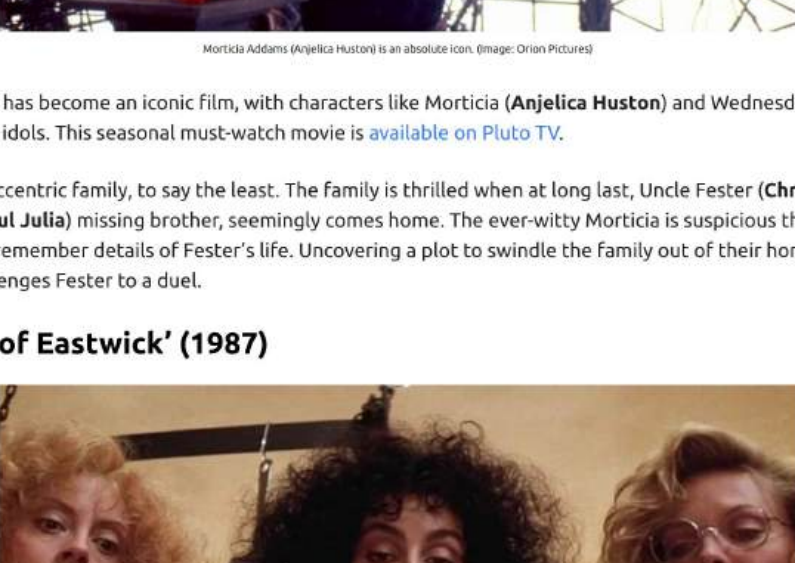 Morticia Addams (Anjelica Huston) is an absolute icon. (Image: Orion Pictures)
has become an iconic film, with characters like Morticia (Anjelica Huston) and Wednesd
idols. This seasonal must-watch movie is available on Pluto TV.
ccentric family, to say the least. The family is thrilled when at long last, Uncle Fester (Chr
ul Julia) missing brother, seemingly comes home. The ever-witty Morticia is suspicious th
remember details of Fester's life. Uncovering a plot to swindle the family out of their hor
enges Fester to a duel.
of Eastwick' (1987)